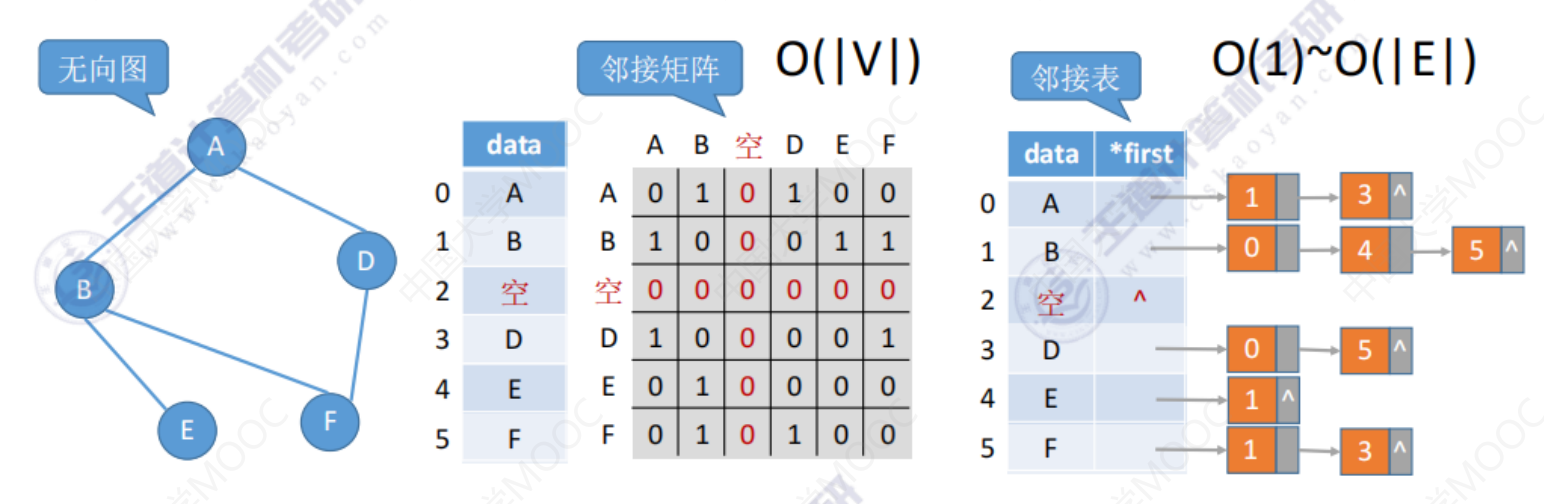 无向图
A
B
D
E
F
data
0 A
1 B
2 空
3 D
4 E
5 F
邻接矩阵 O(|V|)
A B 空 D E F
A 0 1 0 1 0 0
B 1 0 0 0 1 1
空 0 0 0 0 0 0
D 1 0 0 0 0 1
E 0 1 0 0 0 0
F 0 1 0 1 0 0
邻接表 O(1)~O(|E|)
data *first
0 A 1 3 ^
1 B 0 4 5 ^
2 空 ^
3 D 0 5 ^
4 E 1 ^
5 F 1 3 ^
王道计算机考研
www.cskaoyan.com
中国大学MOOC